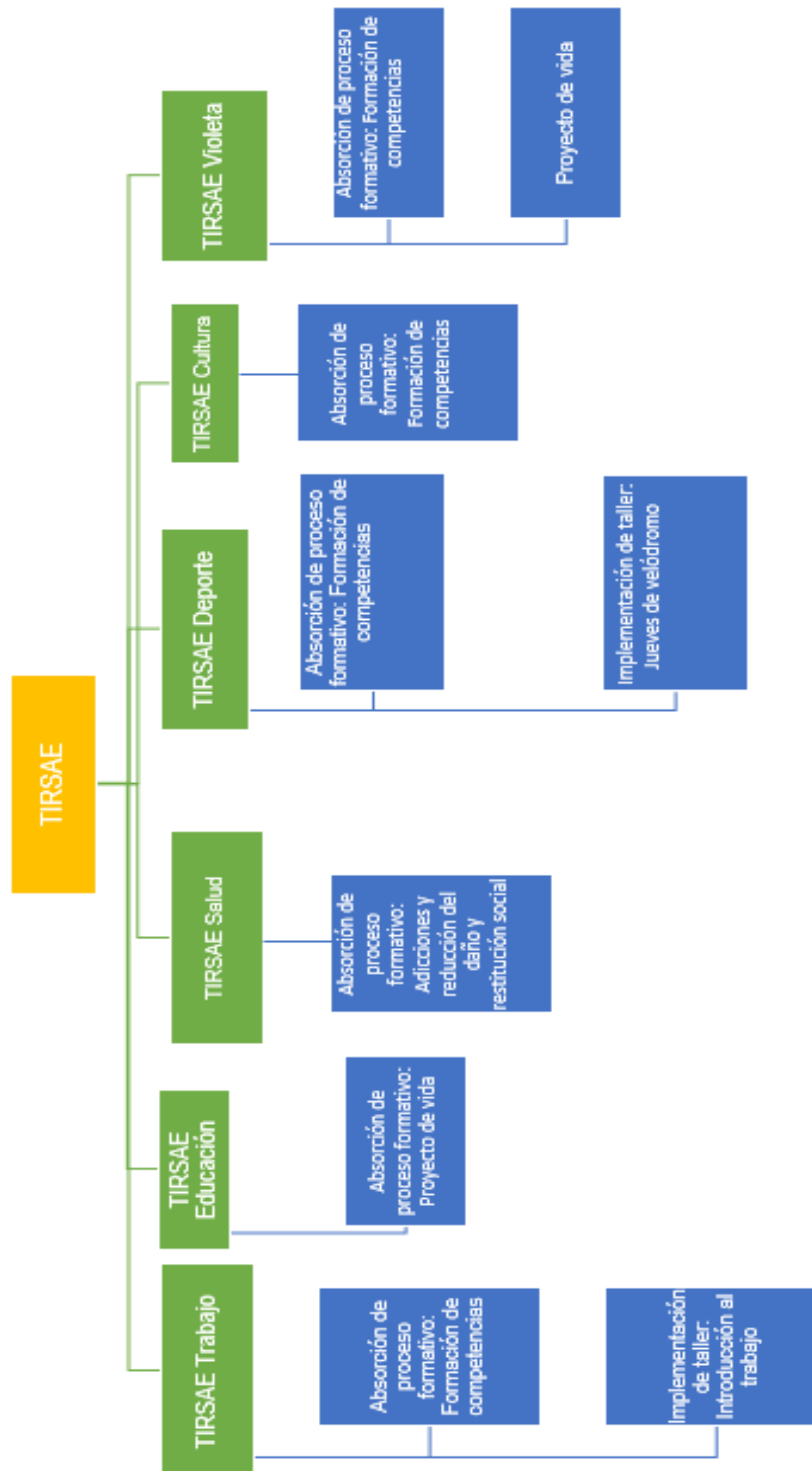 TIRSAE
TIRSAE Trabajo
Absorción de
proceso
formativo:
Formación de
competencias
Implementación
de taller:
Introducción al
trabajo
TIRSAE
Educación
Absorción de
proceso formativo:
Proyecto de vida
TIRSAE Salud
Absorción de
proceso
formativo:
Adicciones y
reducción del
daño y
restitución social
TIRSAE Deporte
Absorción de proceso
formativo: Formación de
competencias
Implementación de taller:
Jueves de velódromo
TIRSAE Cultura
Absorción de
proceso
formativo:
Formación de
competencias
TIRSAE Violeta
Absorción de proceso
formativo: Formación de
competencias
Proyecto de vida